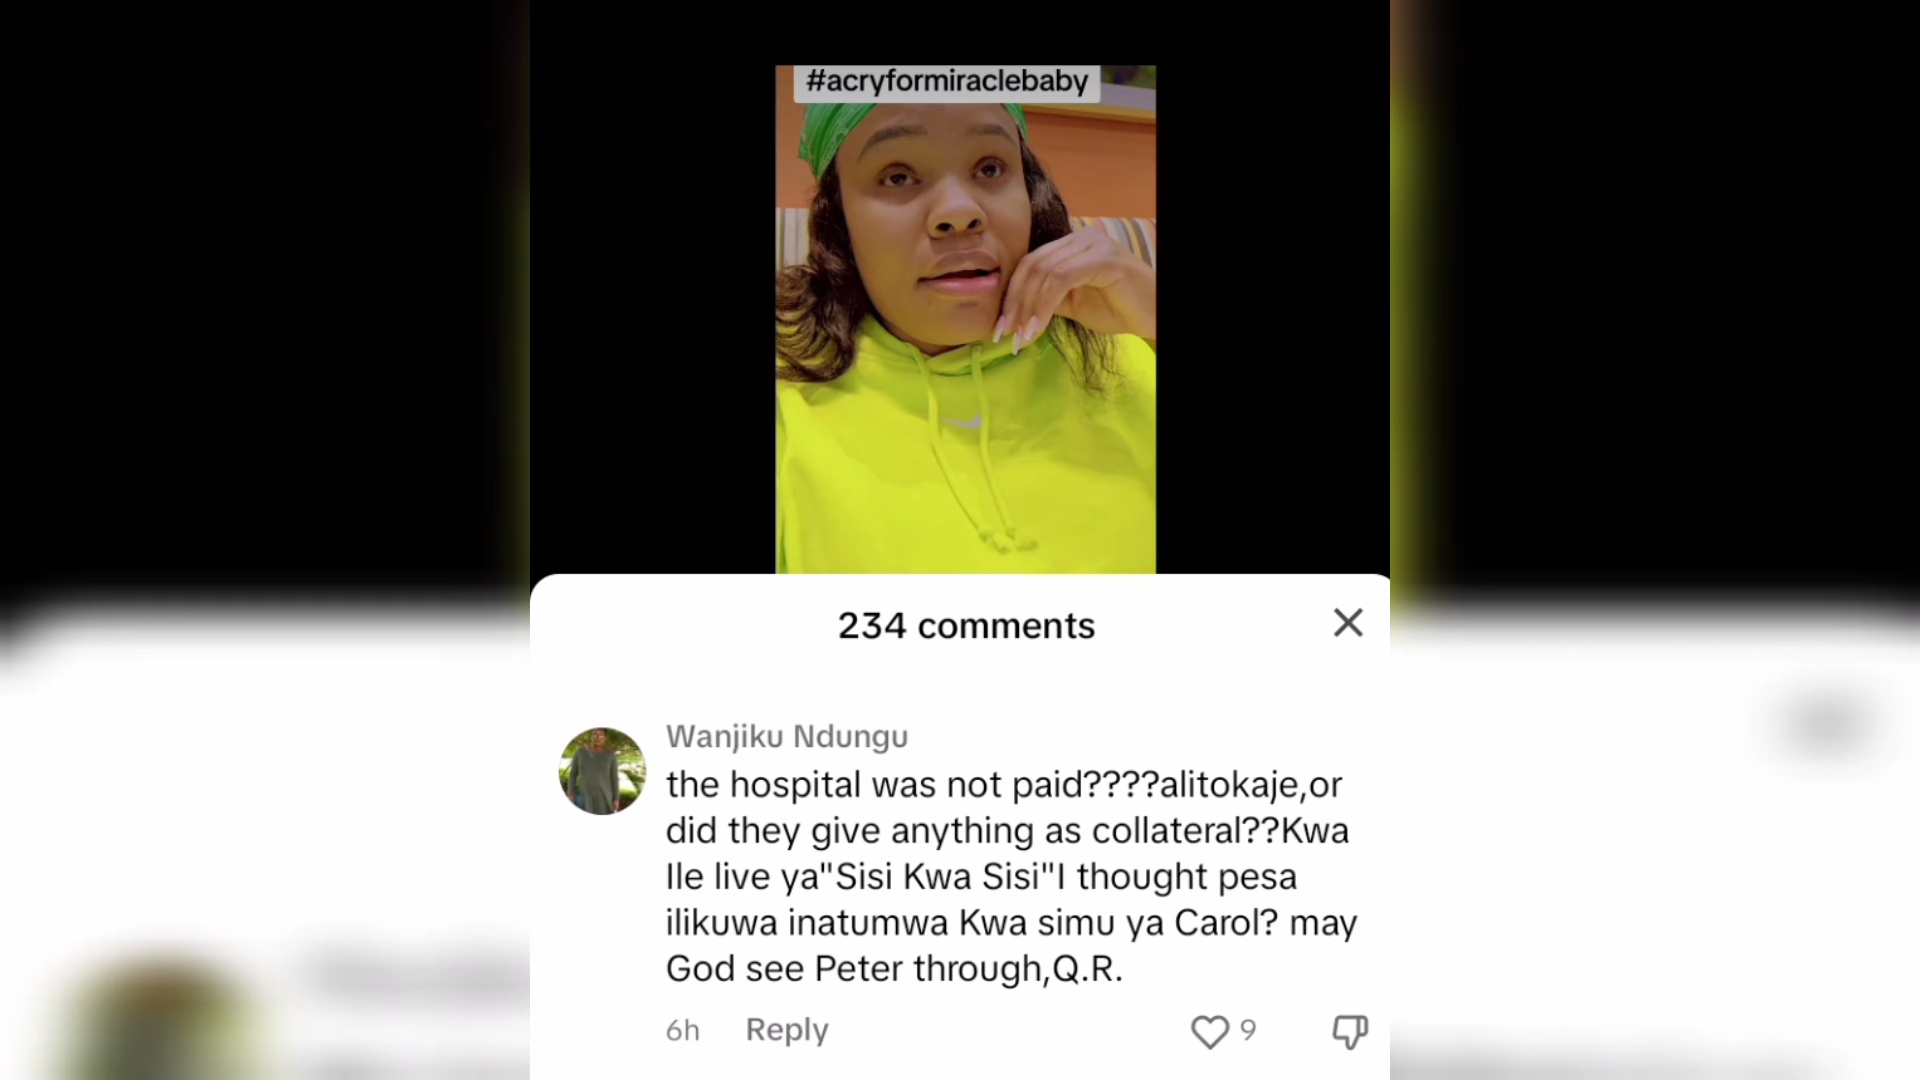 #acryformiraclebaby
234 comments
Wanjiku Ndungu
the hospital was not paid????alitokaje,or
did they give anything as collateral??Kwa
Ile live ya"Sisi Kwa Sisi"I thought pesa
ilikuwa inatumwa Kwa simu ya Carol? may
God see Peter through,Q.R.
6h Reply 9